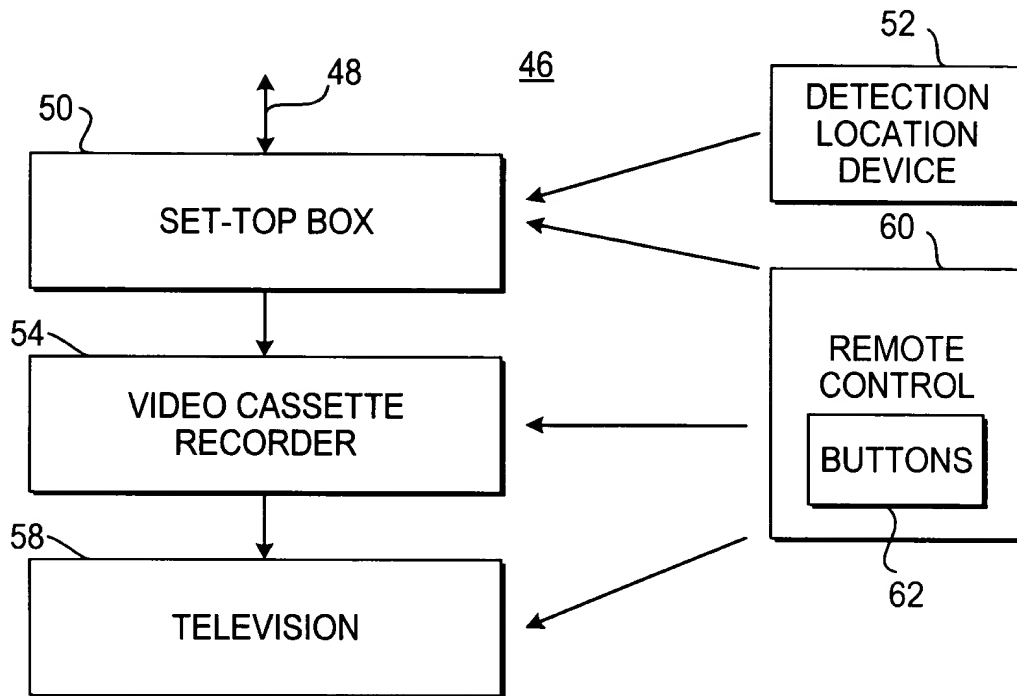 52
48
46
50
DETECTION
LOCATION
DEVICE
SET-TOP BOX
60
54
REMOTE
CONTROL
VIDEO CASSETTE
RECORDER
BUTTONS
58
62
TELEVISION